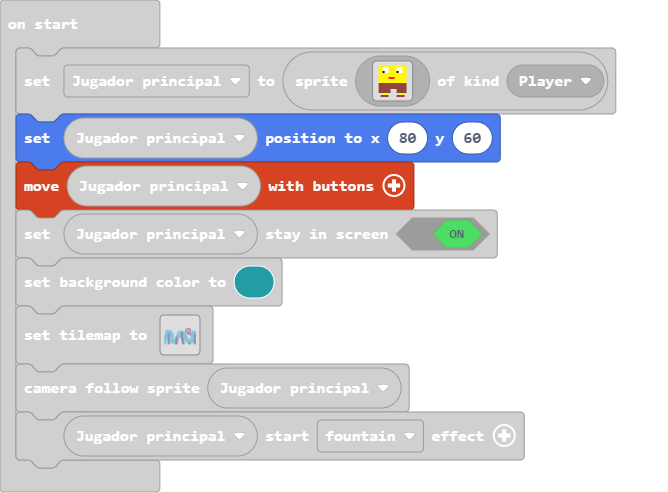 on start
set Jugador principal to sprite of kind Player
set Jugador principal position to x 80 y 60
move Jugador principal with buttons
set Jugador principal stay in screen ON
set background color to
set tilemap to
camera follow sprite Jugador principal
Jugador principal start fountain effect